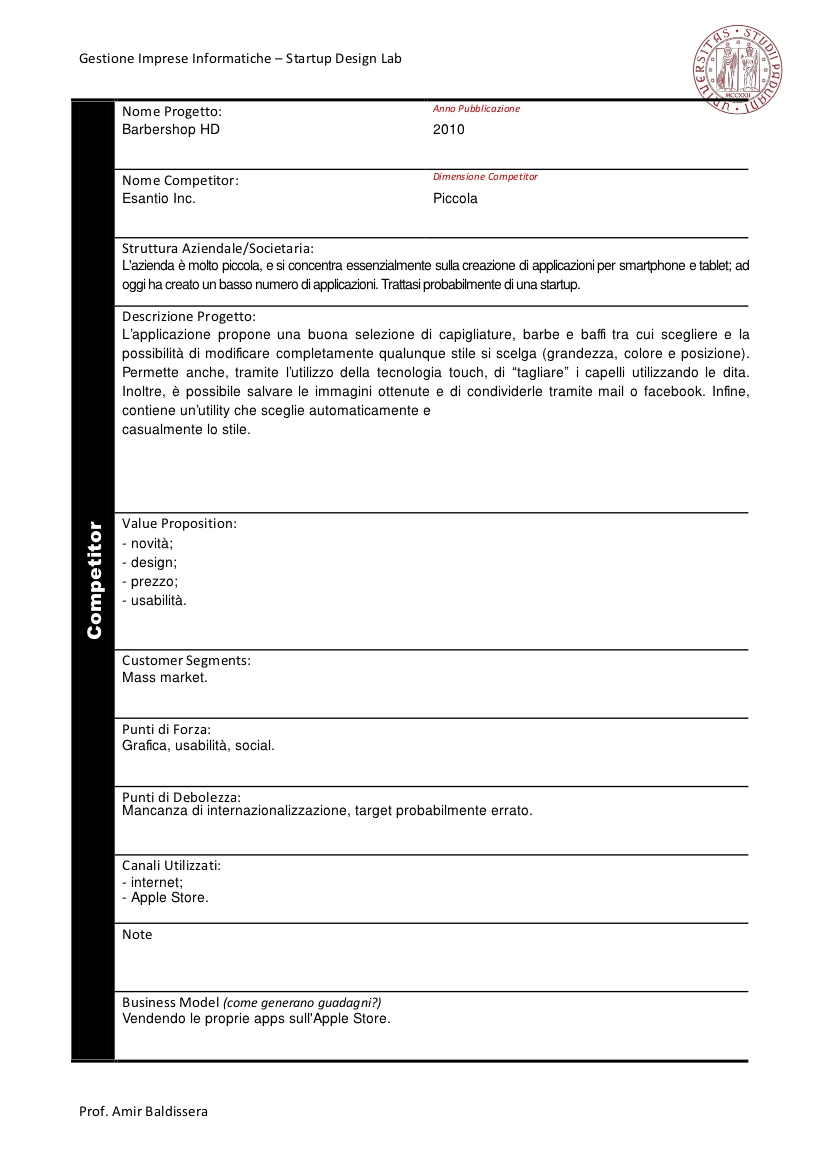 Gestione Imprese Informatiche – Startup Design Lab
UNIVERSITAS • STUDII PADUANI •
MCCXXII
Nome Progetto:
Anno Pubblicazione
Barbershop HD
2010
Nome Competitor:
Dimensione Competitor
Esantio Inc.
Piccola
Struttura Aziendale/Societaria:
L'azienda è molto piccola, e si concentra essenzialmente sulla creazione di applicazioni per smartphone e tablet; ad
oggi ha creato un basso numero di applicazioni. Trattasi probabilmente di una startup.
Descrizione Progetto:
L’applicazione propone una buona selezione di capigliature, barbe e baffi tra cui scegliere e la
possibilità di modificare completamente qualunque stile si scelga (grandezza, colore e posizione).
Permette anche, tramite l’utilizzo della tecnologia touch, di “tagliare” i capelli utilizzando le dita.
Inoltre, è possibile salvare le immagini ottenute e di condividerle tramite mail o facebook. Infine,
contiene un’utility che sceglie automaticamente e
casualmente lo stile.
Competitor
Value Proposition:
- novità;
- design;
- prezzo;
- usabilità.
Customer Segments:
Mass market.
Punti di Forza:
Grafica, usabilità, social.
Punti di Debolezza:
Mancanza di internazionalizzazione, target probabilmente errato.
Canali Utilizzati:
- internet;
- Apple Store.
Note
Business Model (come generano guadagni?)
Vendendo le proprie apps sull'Apple Store.
Prof. Amir Baldissera